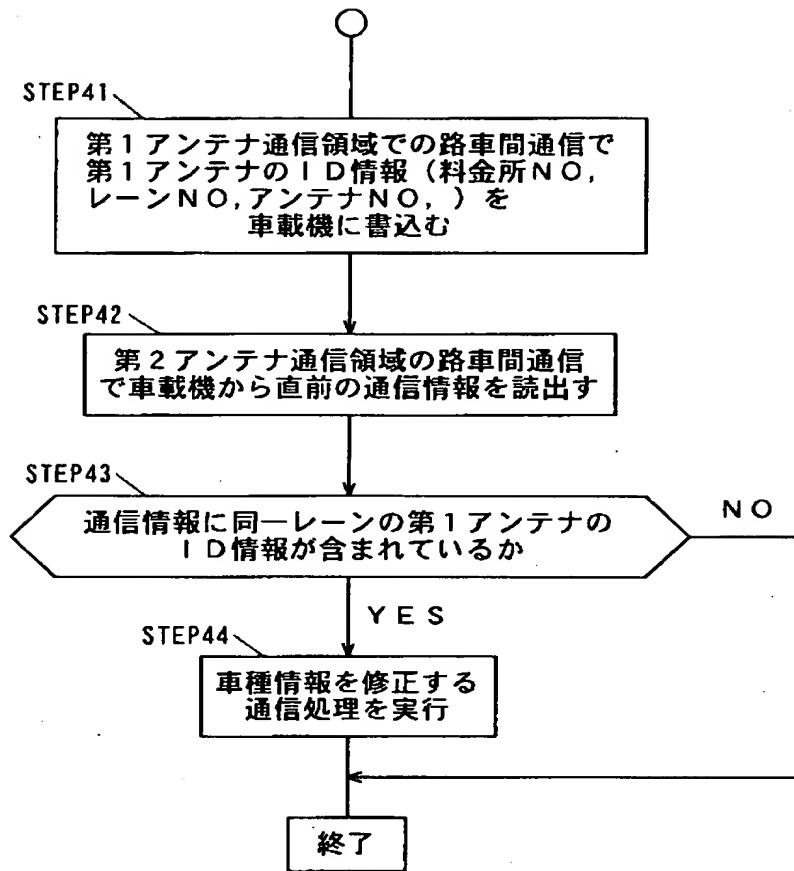 STEP41
第1アンテナ通信領域での路車間通信で
第1アンテナのＩＤ情報（料金所ＮＯ,
レーンＮＯ,アンテナＮＯ,）を
車載機に書込む
STEP42
第2アンテナ通信領域の路車間通信
で車載機から直前の通信情報を読出す
STEP43
通信情報に同一レーンの第1アンテナの
ＩＤ情報が含まれているか
ＮＯ
ＹＥＳ
STEP44
車種情報を修正する
通信処理を実行
終了